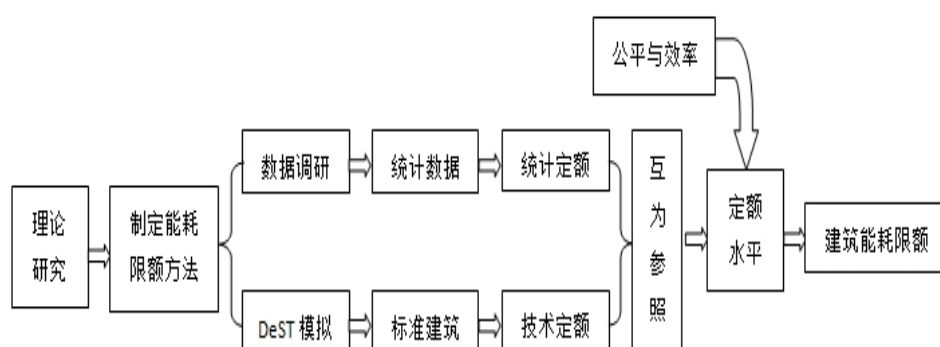 公平与效率
数据调研
统计数据
统计定额
理论
研究
制定能耗
限额方法
互
为
参
照
定额
水平
建筑能耗限额
DeST 模拟
标准建筑
技术定额